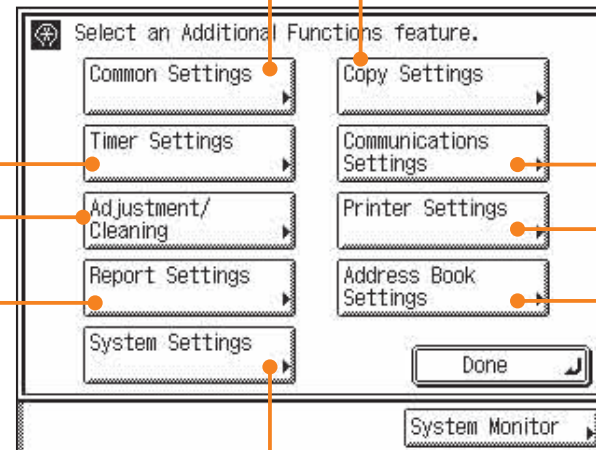 Select an Additional Functions feature.
Common Settings
Copy Settings
Timer Settings
Communications
Settings
Adjustment/
Cleaning
Printer Settings
Report Settings
Address Book
Settings
System Settings
Done
System Monitor